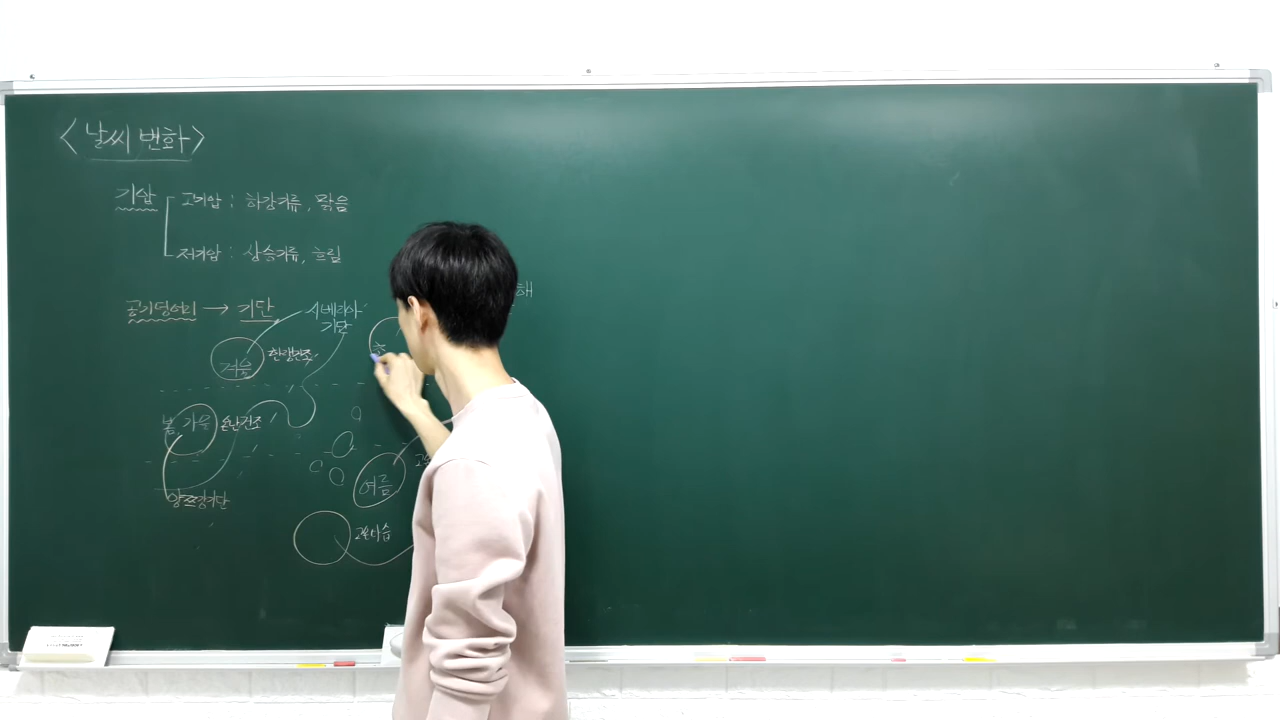 <날씨 변화>
기압
고기압 : 하강기류, 맑음
저기압 : 상승기류, 흐림
공기덩어리 → 기단
시베리아
기단
해
겨울
한랭건조
초
봄, 가을
온난건조
고온
여름
양쯔강기단
고온다습